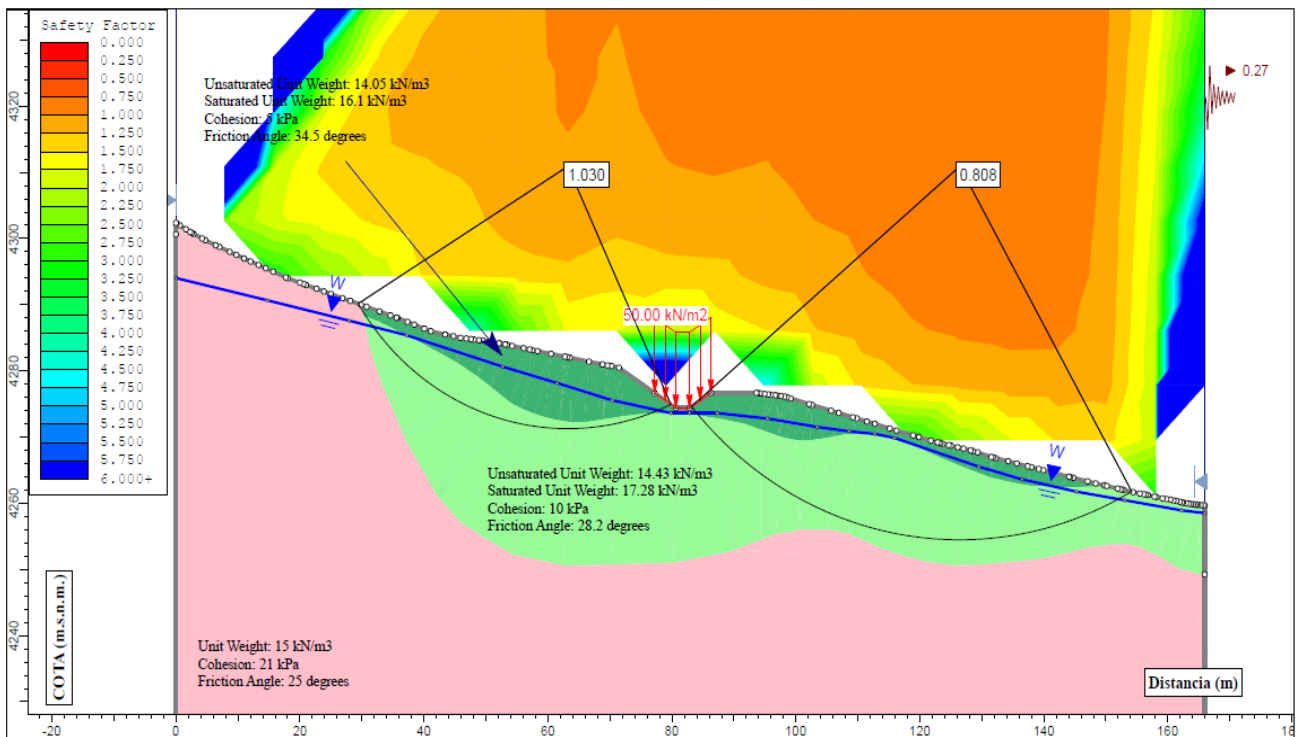 Safety Factor
0.000
0.250
0.500
0.750
1.000
1.250
1.500
1.750
2.000
2.250
2.500
2.750
3.000
3.250
3.500
3.750
4.000
4.250
4.500
4.750
5.000
5.250
5.500
5.750
6.000+
Unsaturated Unit Weight: 14.05 kN/m3
Saturated Unit Weight: 16.1 kN/m3
Cohesion: 5 kPa
Friction Angle: 34.5 degrees
0.27
1.030
0.808
W
50.00 kN/m2
W
Unsaturated Unit Weight: 14.43 kN/m3
Saturated Unit Weight: 17.28 kN/m3
Cohesion: 10 kPa
Friction Angle: 28.2 degrees
Unit Weight: 15 kN/m3
Cohesion: 21 kPa
Friction Angle: 25 degrees
COTA (m.s.n.m.)
Distancia (m)
4320
4300
4280
4260
4240
-20
0
20
40
60
80
100
120
140
160
180